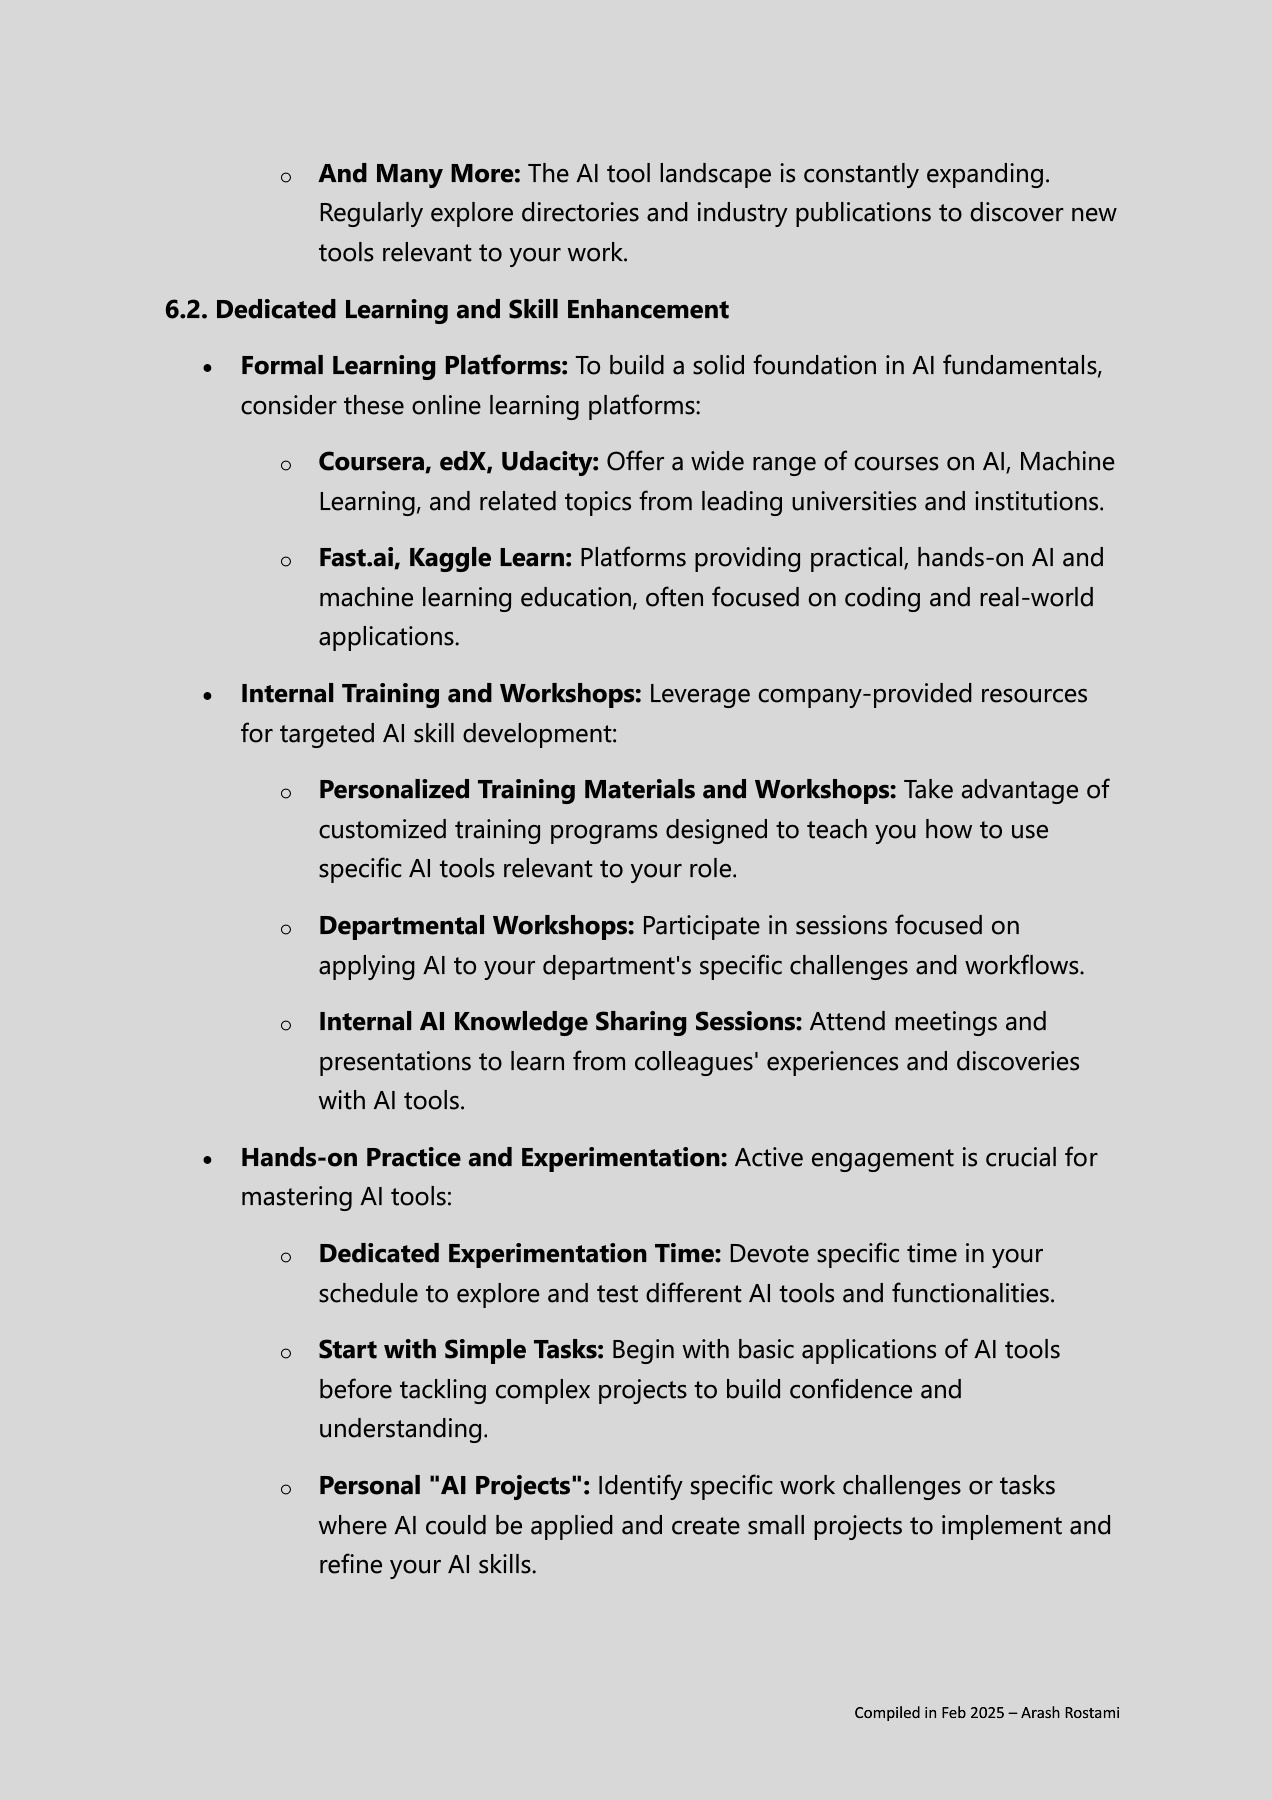 o And Many More: The AI tool landscape is constantly expanding.
Regularly explore directories and industry publications to discover new
tools relevant to your work.
6.2. Dedicated Learning and Skill Enhancement
• Formal Learning Platforms: To build a solid foundation in AI fundamentals,
consider these online learning platforms:
o Coursera, edX, Udacity: Offer a wide range of courses on AI, Machine
Learning, and related topics from leading universities and institutions.
o Fast.ai, Kaggle Learn: Platforms providing practical, hands-on AI and
machine learning education, often focused on coding and real-world
applications.
• Internal Training and Workshops: Leverage company-provided resources
for targeted AI skill development:
o Personalized Training Materials and Workshops: Take advantage of
customized training programs designed to teach you how to use
specific AI tools relevant to your role.
o Departmental Workshops: Participate in sessions focused on
applying AI to your department's specific challenges and workflows.
o Internal AI Knowledge Sharing Sessions: Attend meetings and
presentations to learn from colleagues' experiences and discoveries
with AI tools.
• Hands-on Practice and Experimentation: Active engagement is crucial for
mastering AI tools:
o Dedicated Experimentation Time: Devote specific time in your
schedule to explore and test different AI tools and functionalities.
o Start with Simple Tasks: Begin with basic applications of AI tools
before tackling complex projects to build confidence and
understanding.
o Personal "AI Projects": Identify specific work challenges or tasks
where AI could be applied and create small projects to implement and
refine your AI skills.
Compiled in Feb 2025 – Arash Rostami